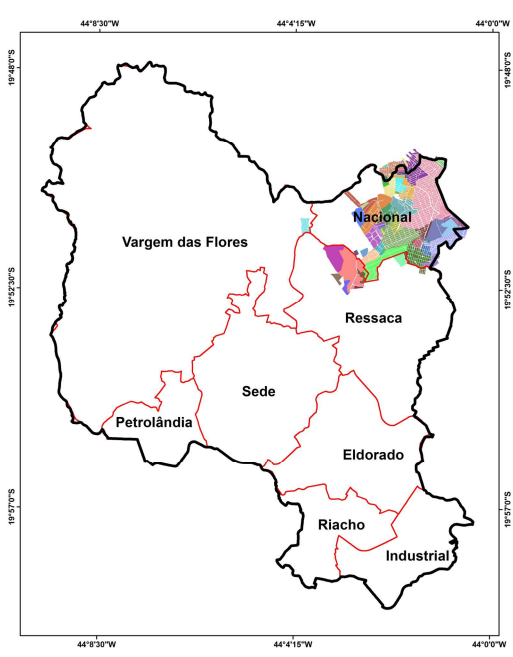 44°8'30"W 44°4'15"W 44°0'0"W
19°48'0"S 19°48'0"S
Nacional
Vargem das Flores
19°52'30"S 19°52'30"S
Ressaca
Sede
Petrolândia
Eldorado
19°57'0"S 19°57'0"S
Riacho
Industrial
44°8'30"W 44°4'15"W 44°0'0"W